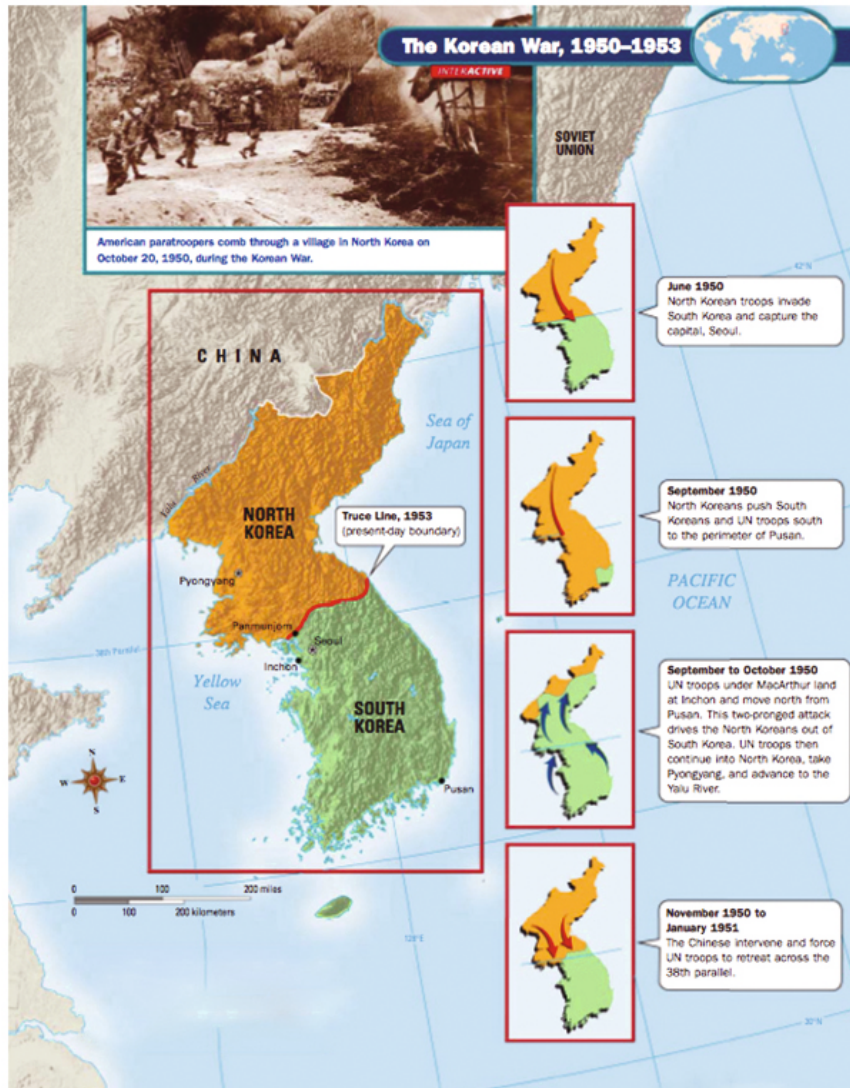 The Korean War, 1950–1953
INTERACTIVE
SOVIET
UNION
American paratroopers comb through a village in North Korea on
October 20, 1950, during the Korean War.
42°N
June 1950
North Korean troops invade
South Korea and capture the
capital, Seoul.
CHINA
Sea of
Japan
Yalu River
NORTH
KOREA
Truce Line, 1953
(present-day boundary)
September 1950
North Koreans push South
Koreans and UN troops south
to the perimeter of Pusan.
Pyongyang
PACIFIC
OCEAN
Panmunjom
38th Parallel
Seoul
Inchon
Yellow
Sea
SOUTH
KOREA
Pusan
September to October 1950
UN troops under MacArthur land
at Inchon and move north from
Pusan. This two-pronged attack
drives the North Koreans out of
South Korea. UN troops then
continue into North Korea, take
Pyongyang, and advance to the
Yalu River.
N
W E
S
0 100 200 miles
0 100 200 kilometers
November 1950 to
January 1951
The Chinese intervene and force
UN troops to retreat across the
38th parallel.
128°E
30°N